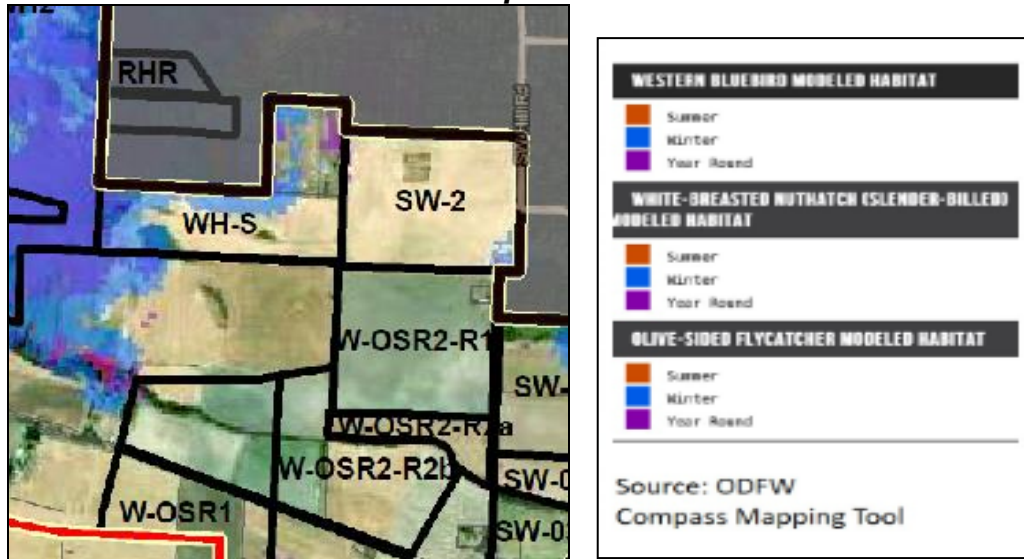 RHR
SW-2
WH-S
W-OSR2-R1
SW-
W-OSR2-R2a
W-OSR2-R2b
SW-0
W-OSR1
SW-03
WESTERN BLUEBIRD MODELED HABITAT
Summer
Winter
Year Round
WHITE-BREASTED NUTHATCH (SLENDER-BILLED)
MODELED HABITAT
Summer
Winter
Year Round
OLIVE-SIDED FLYCATCHER MODELED HABITAT
Summer
Winter
Year Round
Source: ODFW
Compass Mapping Tool